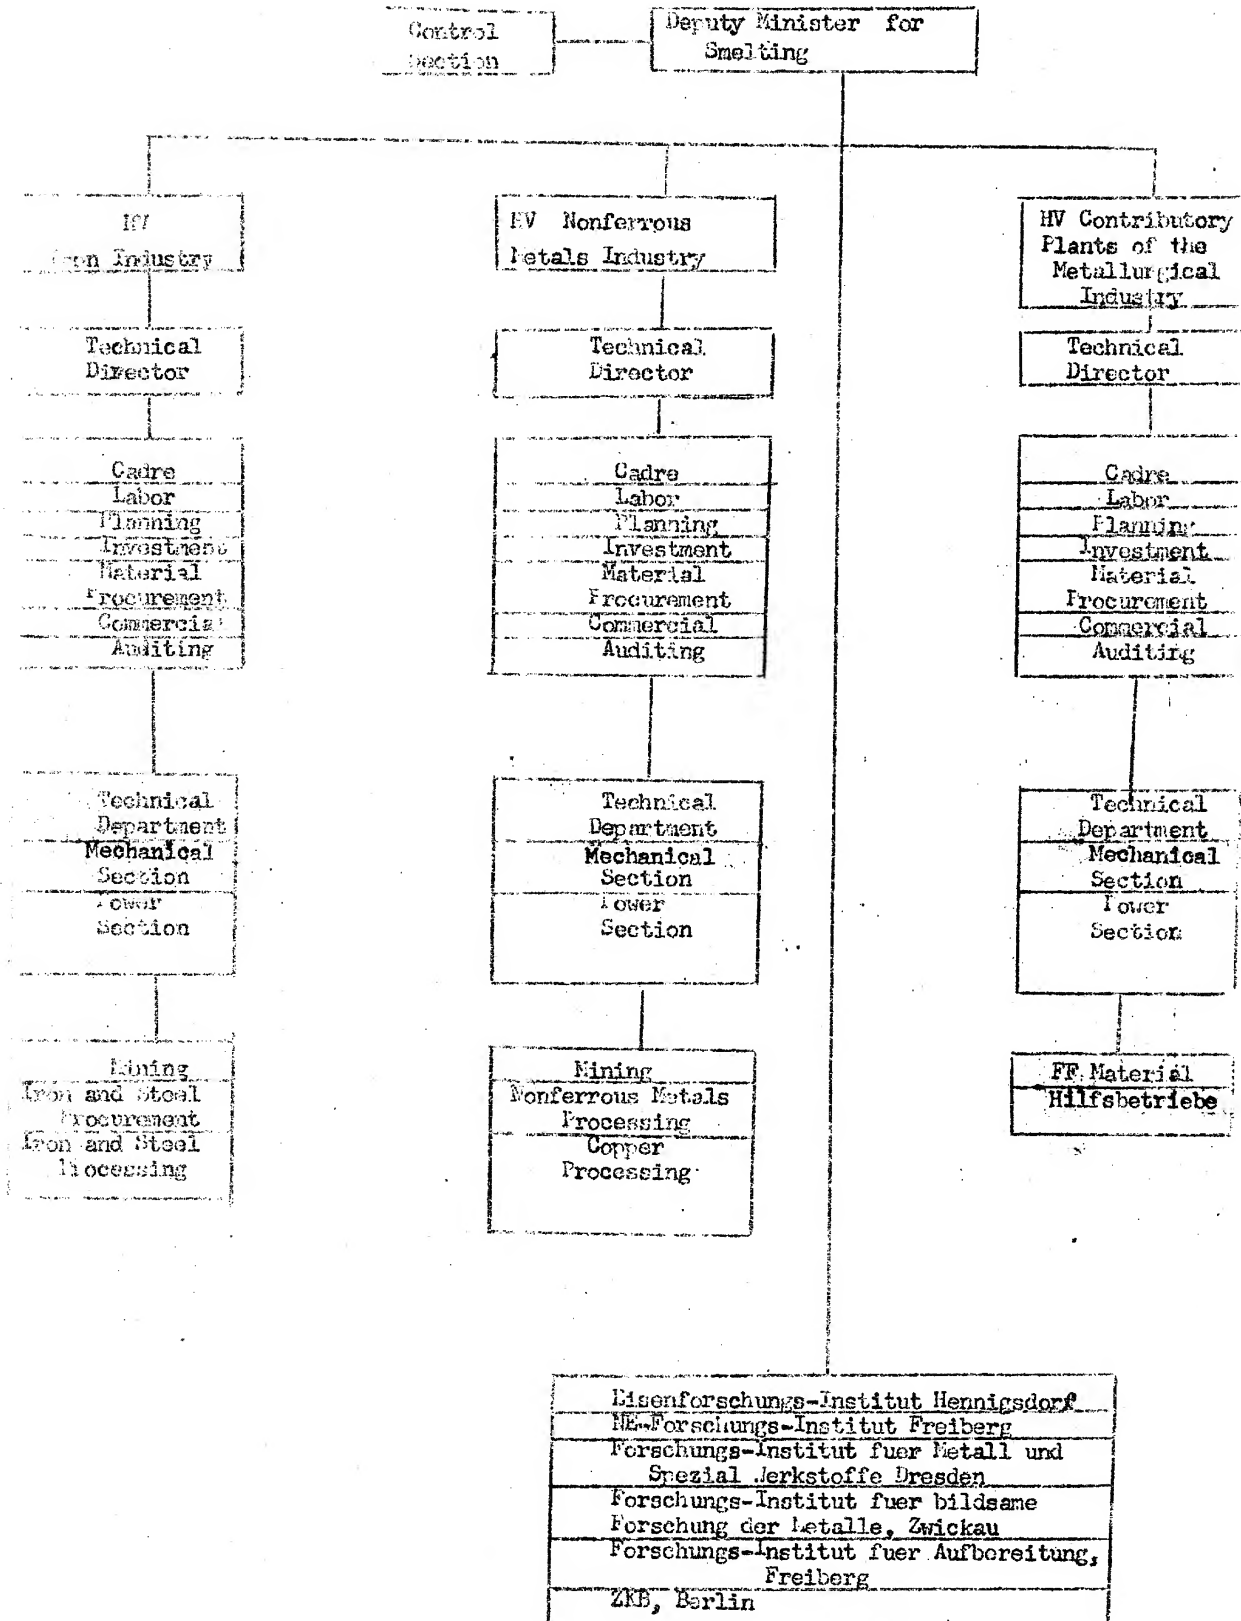 Control
Section
Deputy Minister for
Smelting
HV
Iron Industry
Technical
Director
Cadre
Labor
Planning
Investment
Material
Procurement
Commercial
Auditing
Technical
Department
Mechanical
Section
Power
Section
Mining
Iron and Steel
Procurement
Iron and Steel
Processing
HV Nonferrous
Metals Industry
Technical
Director
Cadre
Labor
Planning
Investment
Material
Procurement
Commercial
Auditing
Technical
Department
Mechanical
Section
Power
Section
Mining
Nonferrous Metals
Processing
Copper
Processing
HV Contributory
Plants of the
Metallurgical
Industry
Technical
Director
Cadre
Labor
Planning
Investment
Material
Procurement
Commercial
Auditing
Technical
Department
Mechanical
Section
Power
Section
FF Material
Hilfsbetriebe
Eisenforschungs-Institut Hennigsdorf
NE-Forschungs-Institut Freiberg
Forschungs-Institut fuer Metall und
Spezial Werkstoffe Dresden
Forschungs-Institut fuer bildsame
Forschung der Metalle, Zwickau
Forschungs-Institut fuer Aufbereitung,
Freiberg
ZKB, Berlin